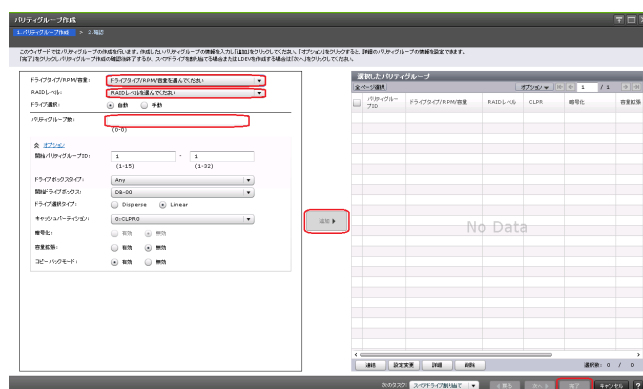 パリティグループ作成
1.パリティグループ作成 > 2.確認
このウィザードではパリティグループの作成を行います。作成したいパリティグループの情報を入力し「追加」をクリックしてください。「オプション」をクリックすると、詳細のパリティグループの情報を設定できます。
「完了」をクリックしパリティグループ作成の確認画面を終了するか、スペアドライブを割り当てる場合またはLDEVを作成する場合は「次へ」をクリックしてください。
ドライブタイプ/RPM/容量: ドライブタイプ/RPM/容量を選んでください
RAIDレベル: RAIDレベルを選んでください
ドライブ選択: 自動 手動
パリティグループ数:
(0-0)
オプション
開始パリティグループID: 1 - 1
(1-15) (1-32)
ドライブボックスタイプ: Any
開始ドライブボックス: DB-00
ドライブ選択タイプ: Disperse Linear
キャッシュパーティション: 0:CLPR0
暗号化: 有効 無効
容量拡張: 有効 無効
コピーバックモード: 有効 無効
追加
選択したパリティグループ
全ページ選択 オプション 1 / 1
パリティグループID ドライブタイプ/RPM/容量 RAIDレベル CLPR 暗号化 容量拡張
No Data
詳細 設定変更 詳細 削除 選択数: 0 / 0
次のタスク: スペアドライブ割り当て 戻る 次へ 完了 キャンセル ?